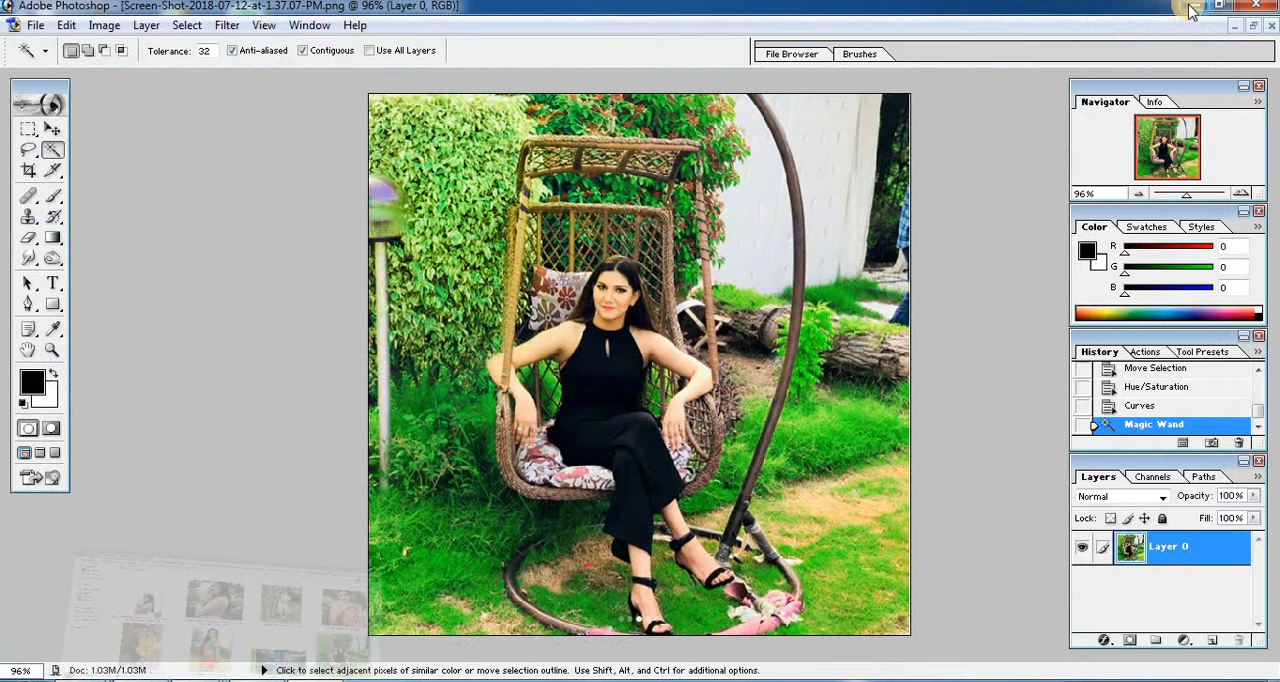 Adobe Photoshop - [Screen-Shot-2018-07-12-at-1.37.07-PM.png @ 96% (Layer 0, RGB)]
File Edit Image Layer Select Filter View Window Help
Tolerance: 32 Anti-aliased Contiguous Use All Layers
File Browser Brushes
Navigator Info
96%
Color Swatches Styles
R 0
G 0
B 0
History Actions Tool Presets
Move Selection
Hue/Saturation
Curves
Magic Wand
Layers Channels Paths
Normal Opacity: 100%
Lock: Fill: 100%
Layer 0
96% Doc: 1.03M/1.03M Click to select adjacent pixels of similar color or move selection outline. Use Shift, Alt, and Ctrl for additional options.